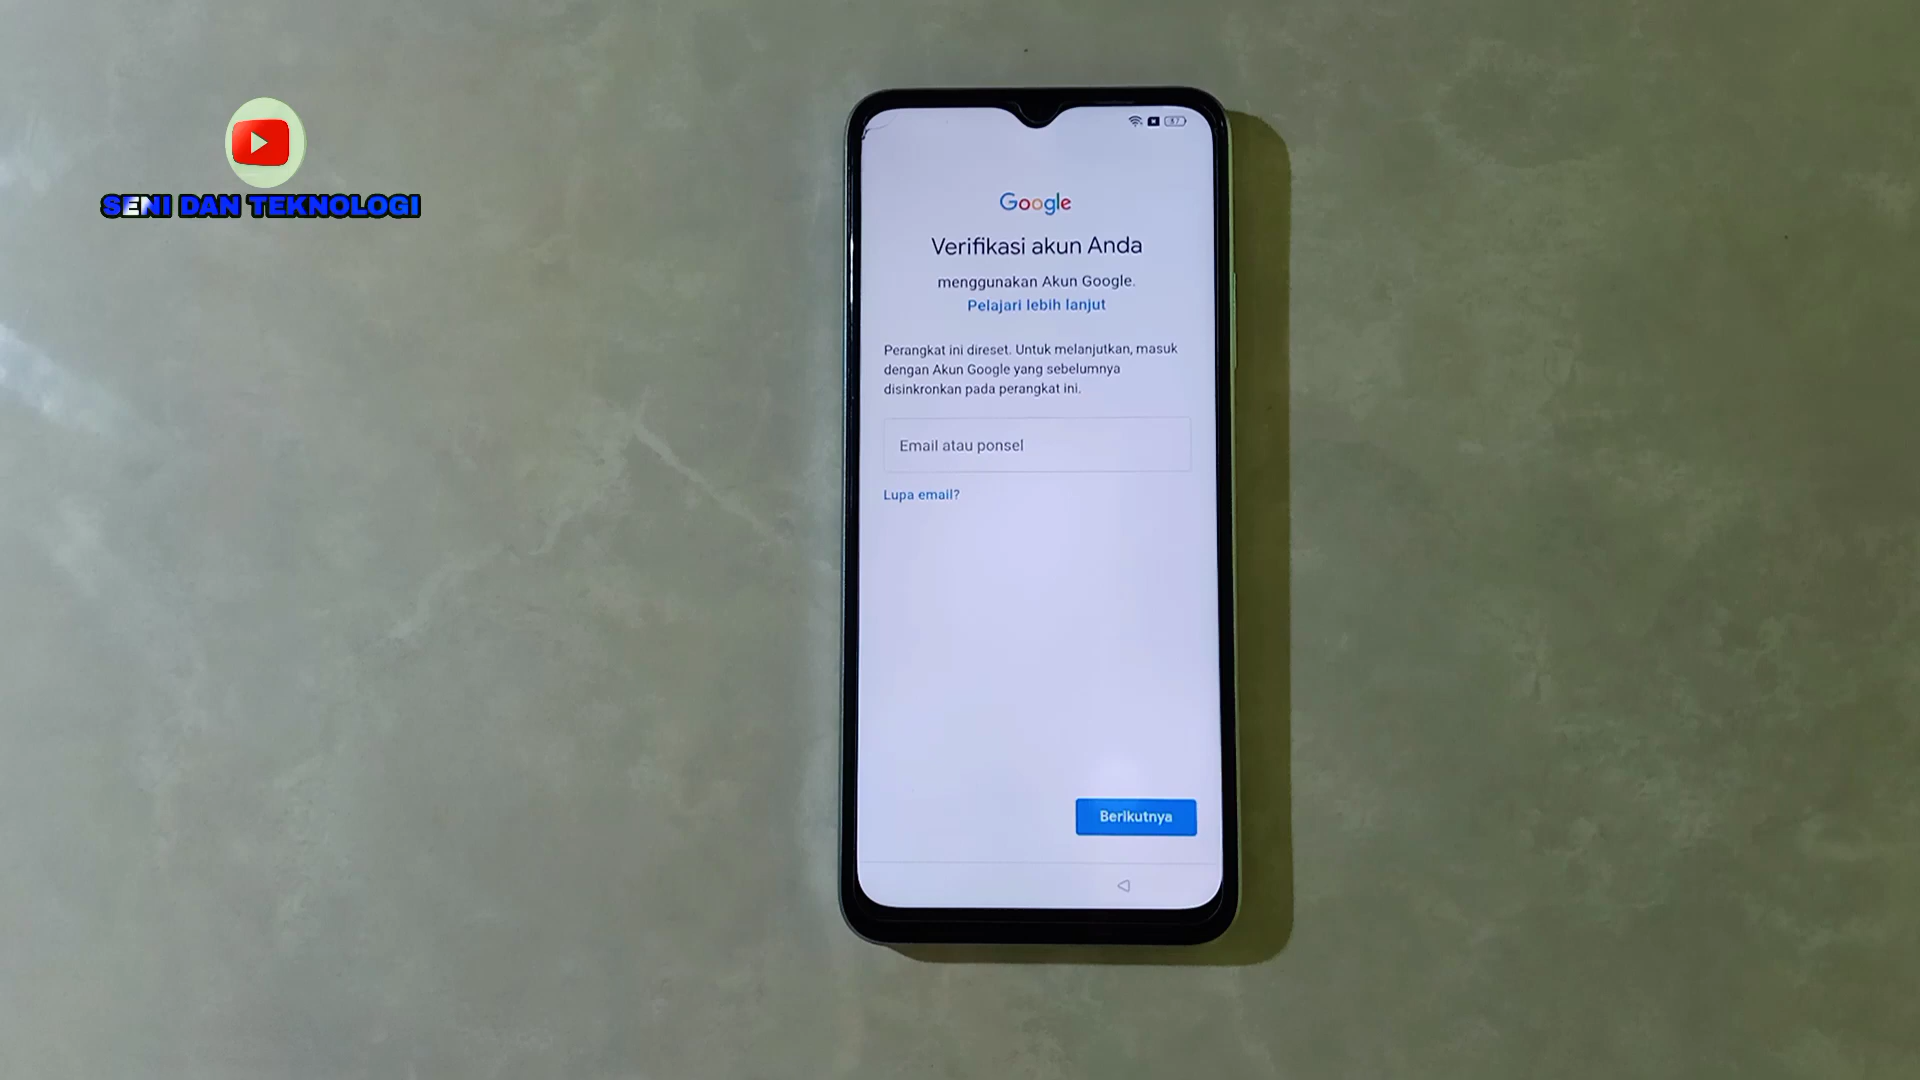 SENI DAN TEKNOLOGI
Google
Verifikasi akun Anda
menggunakan Akun Google.
Pelajari lebih lanjut
Perangkat ini direset. Untuk melanjutkan, masuk
dengan Akun Google yang sebelumnya
disinkronkan pada perangkat ini.
Email atau ponsel
Lupa email?
Berikutnya